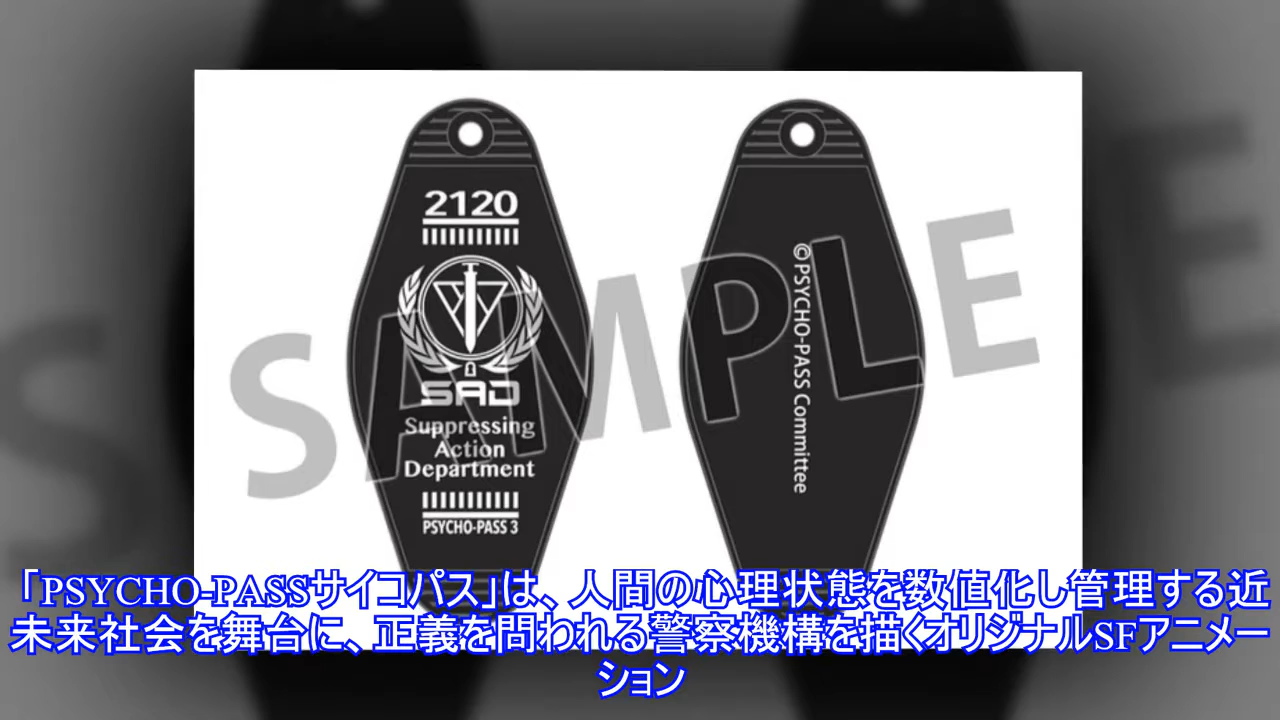 2120
SAD
Suppressing
Action
Department
PSYCHO-PASS 3
©PSYCHO-PASS Committee
SAMPLE
「PSYCHO-PASSサイコパス」は、人間の心理状態を数値化し管理する近
未来社会を舞台に、正義を問われる警察機構を描くオリジナルSFアニメー
ション